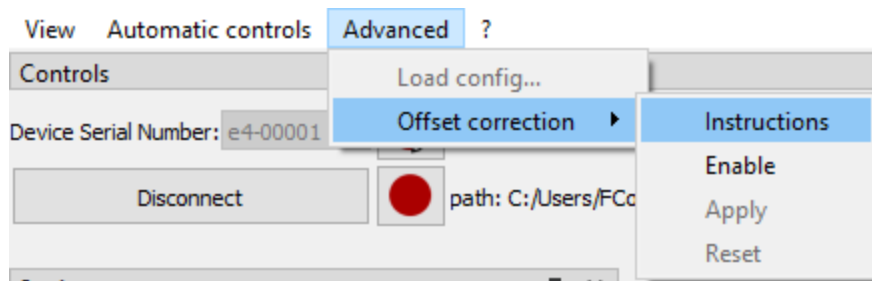 View Automatic controls Advanced ?
Controls
Load config...
Device Serial Number: e4-00001
Offset correction
Instructions
Enable
Disconnect
path: C:/Users/FCo
Apply
Reset